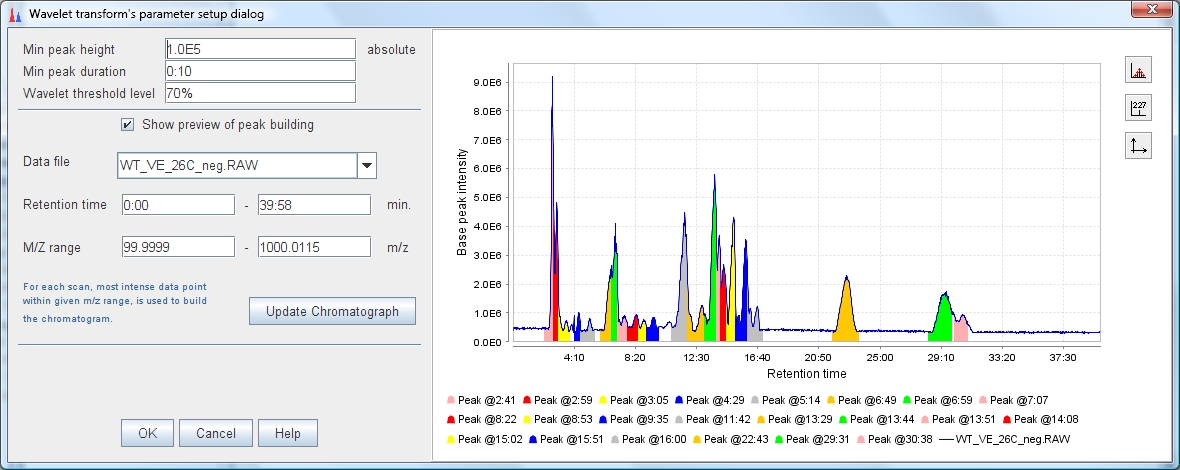 Wavelet transform's parameter setup dialog
Min peak height 1.0E5 absolute
Min peak duration 0:10
Wavelet threshold level 70%
Show preview of peak building
Data file WT_VE_26C_neg.RAW
Retention time 0:00 - 39:58 min.
M/Z range 99.9999 - 1000.0115 m/z
For each scan, most intense data point
within given m/z range, is used to build
the chromatogram.
Update Chromatograph
OK Cancel Help
Base peak intensity
9.0E6
8.0E6
7.0E6
6.0E6
5.0E6
4.0E6
3.0E6
2.0E6
1.0E6
0.0E0
4:10 8:20 12:30 16:40 20:50 25:00 29:10 33:20 37:30
Retention time
Peak @2:41 Peak @2:59 Peak @3:05 Peak @4:29 Peak @5:14 Peak @6:49 Peak @6:59 Peak @7:07
Peak @8:22 Peak @8:53 Peak @9:35 Peak @11:42 Peak @13:29 Peak @13:44 Peak @13:51 Peak @14:08
Peak @15:02 Peak @15:51 Peak @16:00 Peak @22:43 Peak @29:31 Peak @30:38 WT_VE_26C_neg.RAW
227